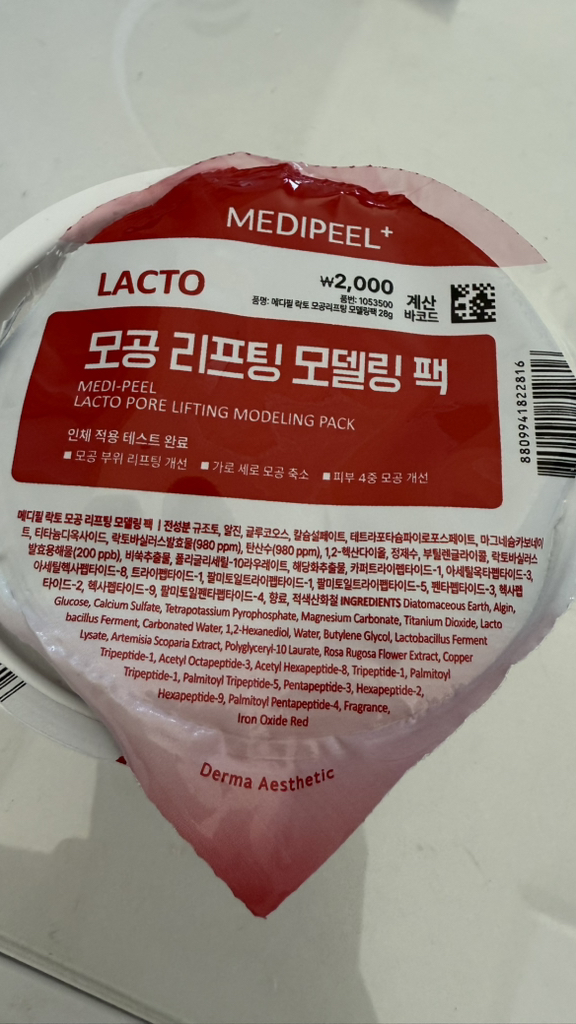 MEDIPEEL+
LACTO
₩2,000
품번: 1053500
품명: 메디필 락토 모공리프팅 모델링팩 28g
계산
바코드
모공 리프팅 모델링 팩
MEDI-PEEL
LACTO PORE LIFTING MODELING PACK
인체 적용 테스트 완료
■ 모공 부위 리프팅 개선 ■ 가로 세로 모공 축소 ■ 피부 4중 모공 개선
8809941822816
메디필 락토 모공 리프팅 모델링 팩 | 전성분 규조토, 알진, 글루코오스, 칼슘설페이트, 테트라포타슘파이로포스페이트, 마그네슘카보네이
트, 티타늄디옥사이드, 락토바실러스발효물(980 ppm), 탄산수(980 ppm), 1,2-헥산다이올, 정제수, 부틸렌글라이콜, 락토바실러스
발효용해물(200 ppb), 비쑥추출물, 폴리글리세릴-10라우레이트, 해당화추출물, 카퍼트라이펩타이드-1, 아세틸옥타펩타이드-3,
아세틸헥사펩타이드-8, 트라이펩타이드-1, 팔미토일트라이펩타이드-1, 팔미토일트라이펩타이드-5, 펜타펩타이드-3, 헥사펩
타이드-2, 헥사펩타이드-9, 팔미토일펜타펩타이드-4, 향료, 적색산화철 INGREDIENTS Diatomaceous Earth, Algin,
Glucose, Calcium Sulfate, Tetrapotassium Pyrophosphate, Magnesium Carbonate, Titanium Dioxide, Lacto
bacillus Ferment, Carbonated Water, 1,2-Hexanediol, Water, Butylene Glycol, Lactobacillus Ferment
Lysate, Artemisia Scoparia Extract, Polyglyceryl-10 Laurate, Rosa Rugosa Flower Extract, Copper
Tripeptide-1, Acetyl Octapeptide-3, Acetyl Hexapeptide-8, Tripeptide-1, Palmitoyl
Tripeptide-1, Palmitoyl Tripeptide-5, Pentapeptide-3, Hexapeptide-2,
Hexapeptide-9, Palmitoyl Pentapeptide-4, Fragrance,
Iron Oxide Red
Derma Aesthetic